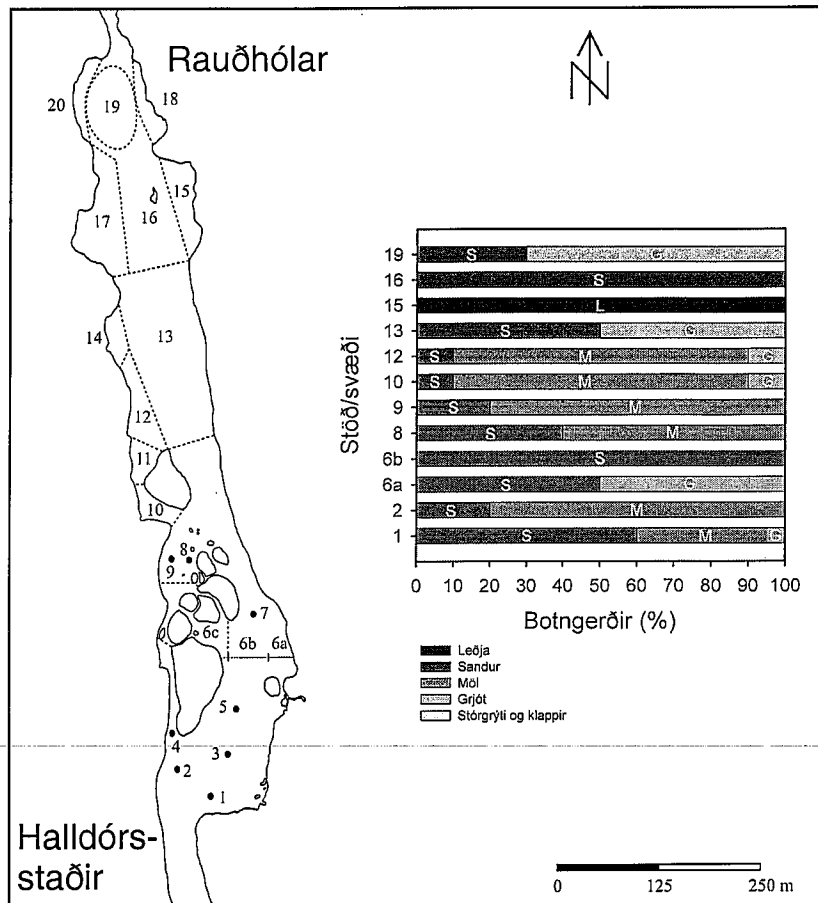 Rauðhólar
N
20
19
18
15
16
17
14
13
12
11
10
8
9
7
6c
6b
6a
5
4
3
2
1
Halldórs-
staðir
Stöð/svæði
19 S G
16 S
15 L
13 S G
12 S M G
10 S M G
9 S M
8 S M
6b S
6a S G
2 S M
1 S M G
0 10 20 30 40 50 60 70 80 90 100
Botngerðir (%)
Leðja
Sandur
Möl
Grjót
Stórgrýti og klappir
0 125 250 m